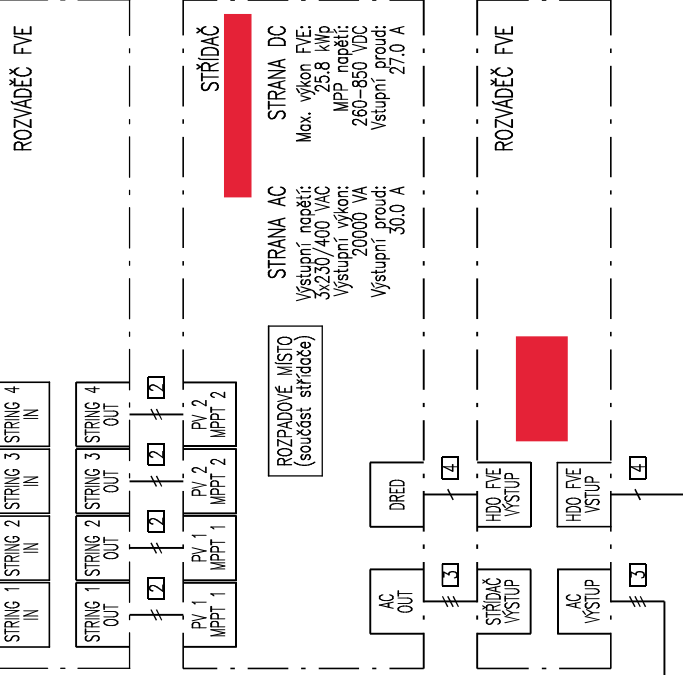 ROZVÁDĚČ FVE
STRING 1
IN
STRING 2
IN
STRING 3
IN
STRING 4
IN
STRING 1
OUT
STRING 2
OUT
STRING 3
OUT
STRING 4
OUT
2
2
2
2
PV 1
MPPT 1
PV 1
MPPT 1
PV 2
MPPT 2
PV 2
MPPT 2
STŘÍDAČ
ROZPADOVÉ MÍSTO
(součást střídače)
STRANA AC
Výstupní napětí:
3x230/400 VAC
Výstupní výkon:
20000 VA
Výstupní proud:
30.0 A
STRANA DC
Max. výkon FVE:
25.8 kWp
MPP napětí:
260-850 VDC
Vstupní proud:
27.0 A
AC
OUT
DRED
3
4
ROZVÁDĚČ FVE
STŘÍDAČ
VÝSTUP
HDO FVE
VÝSTUP
AC
VÝSTUP
HDO FVE
VSTUP
3
4